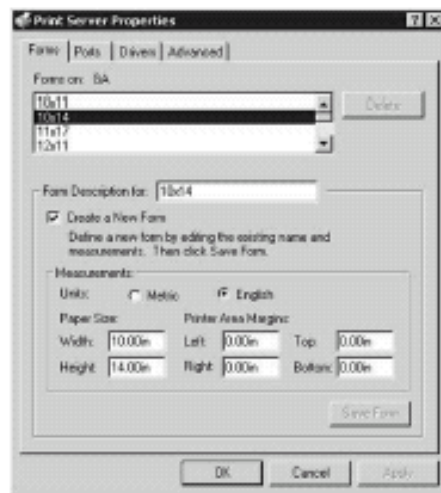 Print Server Properties
Forms Ports Drivers Advanced
Forms on: BA
10x11
10x14
11x17
12x11
Delete
Form Description for: 10x14
Create a New Form
Define a new form by editing the existing name and
measurements. Then click Save Form.
Measurements:
Units: Metric English
Paper Size: Printer Area Margins:
Width: 10.00in Left: 0.00in Top: 0.00in
Height: 14.00in Right: 0.00in Bottom: 0.00in
Save Form
OK Cancel Apply